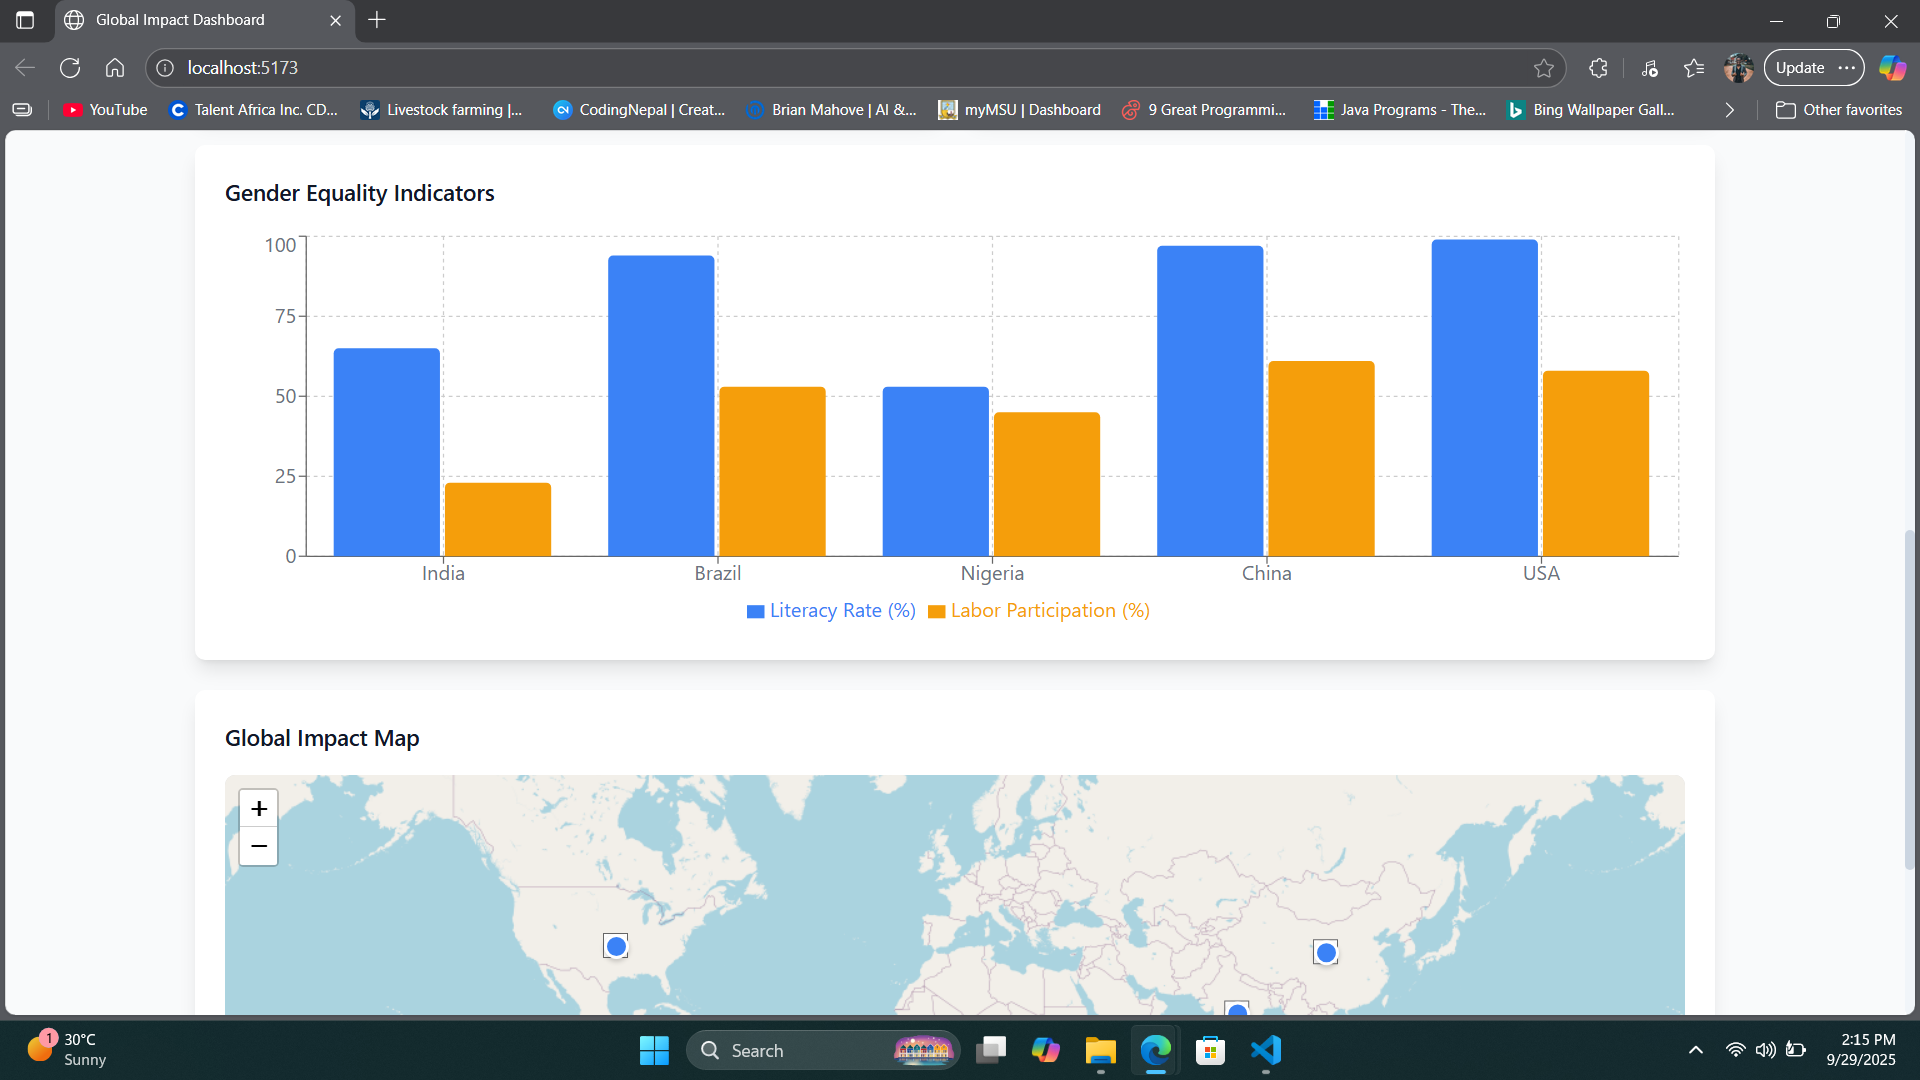 Global Impact Dashboard
localhost:5173
Update
YouTube
Talent Africa Inc. CD...
Livestock farming |...
CodingNepal | Creat...
Brian Mahove | AI &...
myMSU | Dashboard
9 Great Programmi...
Java Programs - The...
Bing Wallpaper Gall...
Other favorites
Gender Equality Indicators
100
75
50
25
0
India
Brazil
Nigeria
China
USA
Literacy Rate (%)
Labor Participation (%)
Global Impact Map
+
−
1
30°C
Sunny
Search
2:15 PM
9/29/2025